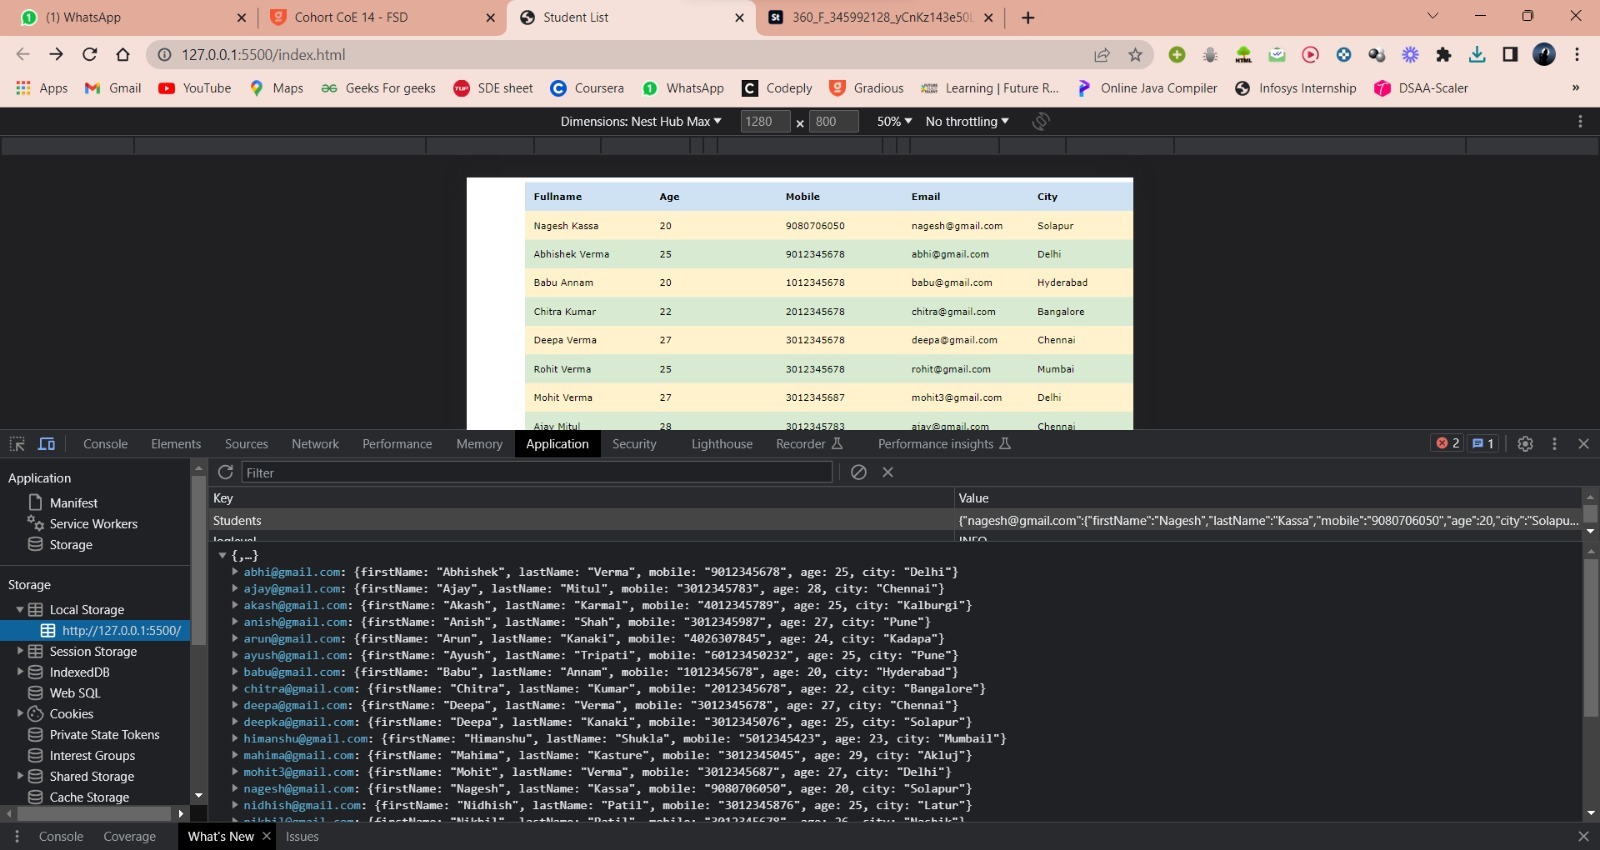 (1) WhatsApp
Cohort CoE 14 - FSD
Student List
360_F_345992128_yCnKz143e50L
127.0.0.1:5500/index.html
Apps Gmail YouTube Maps Geeks For geeks SDE sheet Coursera WhatsApp Codeply Gradious Learning | Future R... Online Java Compiler Infosys Internship DSAA-Scaler »
Dimensions: Nest Hub Max 1280 x 800 50% No throttling
Fullname Age Mobile Email City
Nagesh Kassa 20 9080706050 nagesh@gmail.com Solapur
Abhishek Verma 25 9012345678 abhi@gmail.com Delhi
Babu Annam 20 1012345678 babu@gmail.com Hyderabad
Chitra Kumar 22 2012345678 chitra@gmail.com Bangalore
Deepa Verma 27 3012345678 deepa@gmail.com Chennai
Rohit Verma 25 3012345678 rohit@gmail.com Mumbai
Mohit Verma 27 3012345687 mohit3@gmail.com Delhi
Ajay Mitul 28 3012345783 ajay@gmail.com Chennai
Console Elements Sources Network Performance Memory Application Security Lighthouse Recorder Performance insights 2 1
Application
Manifest
Service Workers
Storage
Storage
Local Storage
http://127.0.0.1:5500/
Session Storage
IndexedDB
Web SQL
Cookies
Private State Tokens
Interest Groups
Shared Storage
Cache Storage
Filter
Key Value
Students {"nagesh@gmail.com":{"firstName":"Nagesh","lastName":"Kassa","mobile":"9080706050","age":20,"city":"Solapu...
loglevel INFO
{,…}
abhi@gmail.com: {firstName: "Abhishek", lastName: "Verma", mobile: "9012345678", age: 25, city: "Delhi"}
ajay@gmail.com: {firstName: "Ajay", lastName: "Mitul", mobile: "3012345783", age: 28, city: "Chennai"}
akash@gmail.com: {firstName: "Akash", lastName: "Karmal", mobile: "4012345789", age: 25, city: "Kalburgi"}
anish@gmail.com: {firstName: "Anish", lastName: "Shah", mobile: "3012345987", age: 27, city: "Pune"}
arun@gmail.com: {firstName: "Arun", lastName: "Kanaki", mobile: "4026307845", age: 24, city: "Kadapa"}
ayush@gmail.com: {firstName: "Ayush", lastName: "Tripati", mobile: "60123450232", age: 25, city: "Pune"}
babu@gmail.com: {firstName: "Babu", lastName: "Annam", mobile: "1012345678", age: 20, city: "Hyderabad"}
chitra@gmail.com: {firstName: "Chitra", lastName: "Kumar", mobile: "2012345678", age: 22, city: "Bangalore"}
deepa@gmail.com: {firstName: "Deepa", lastName: "Verma", mobile: "3012345678", age: 27, city: "Chennai"}
deepka@gmail.com: {firstName: "Deepa", lastName: "Kanaki", mobile: "3012345076", age: 25, city: "Solapur"}
himanshu@gmail.com: {firstName: "Himanshu", lastName: "Shukla", mobile: "5012345423", age: 23, city: "Mumbail"}
mahima@gmail.com: {firstName: "Mahima", lastName: "Kasture", mobile: "3012345045", age: 29, city: "Akluj"}
mohit3@gmail.com: {firstName: "Mohit", lastName: "Verma", mobile: "3012345687", age: 27, city: "Delhi"}
nagesh@gmail.com: {firstName: "Nagesh", lastName: "Kassa", mobile: "9080706050", age: 20, city: "Solapur"}
nidhish@gmail.com: {firstName: "Nidhish", lastName: "Patil", mobile: "3012345876", age: 25, city: "Latur"}
nikhil@gmail.com: {firstName: "Nikhil", lastName: "Patil", mobile: "3012345678", age: 26, city: "Nashik"}
Console Coverage What's New Issues